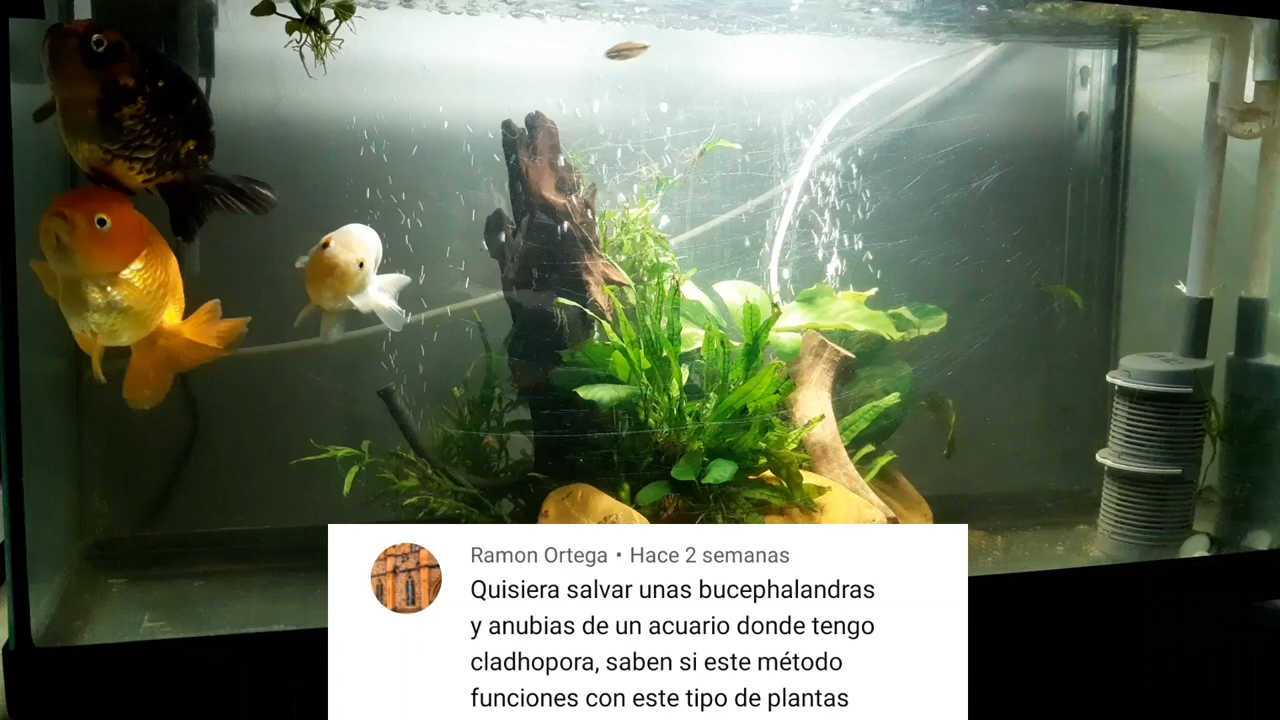 Ramon Ortega • Hace 2 semanas
Quisiera salvar unas bucephalandras
y anubias de un acuario donde tengo
cladhopora, saben si este método
funciones con este tipo de plantas